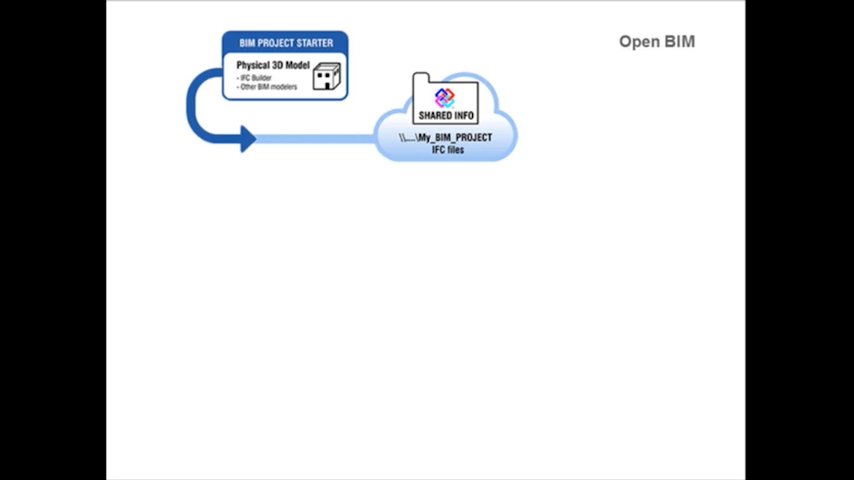 Open BIM
BIM PROJECT STARTER
Physical 3D Model
- IFC Builder
- Other BIM modelers
SHARED INFO
\\....\My_BIM_PROJECT
IFC files